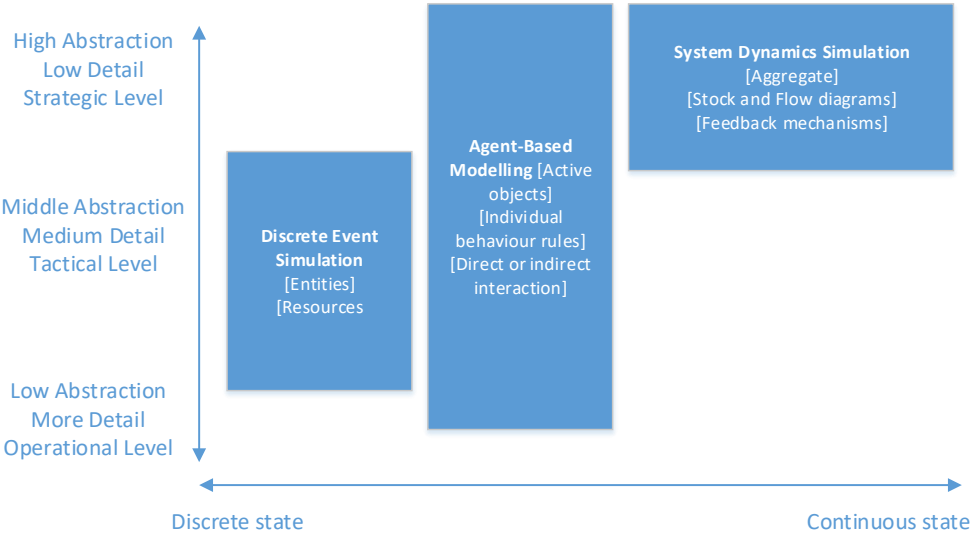 High Abstraction
Low Detail
Strategic Level
Middle Abstraction
Medium Detail
Tactical Level
Low Abstraction
More Detail
Operational Level
Discrete Event
Simulation
[Entities]
[Resources
Agent-Based
Modelling [Active
objects]
[Individual
behaviour rules]
[Direct or indirect
interaction]
System Dynamics Simulation
[Aggregate]
[Stock and Flow diagrams]
[Feedback mechanisms]
Discrete state
Continuous state